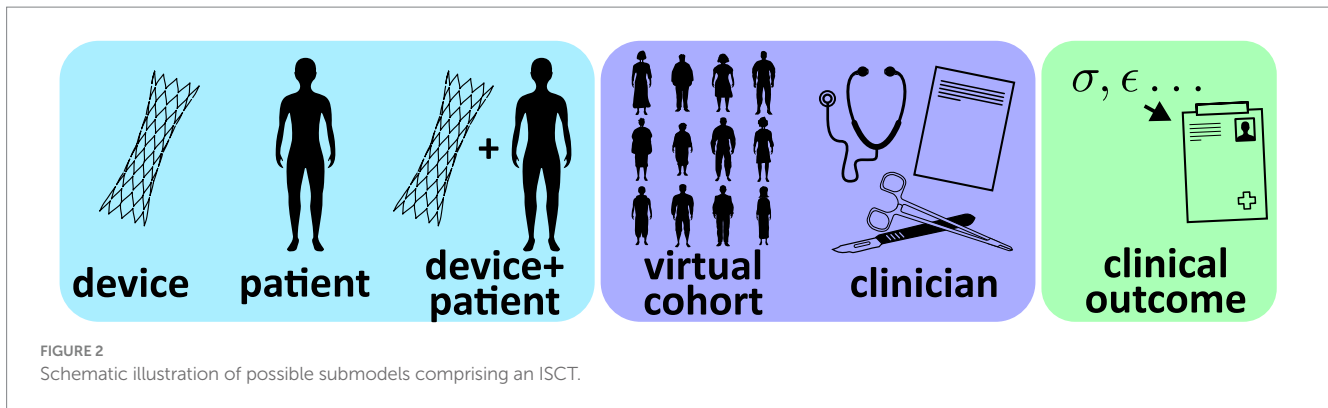 σ, ϵ ...
+
device
patient
device+
patient
virtual
cohort
clinician
clinical
outcome
FIGURE 2
Schematic illustration of possible submodels comprising an ISCT.